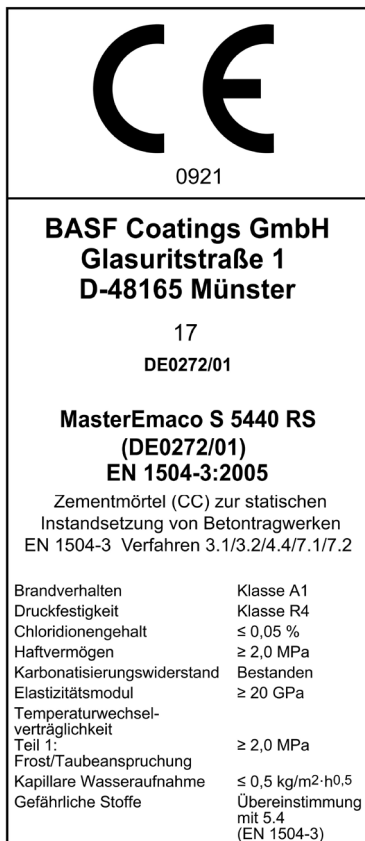 CE
0921
BASF Coatings GmbH
Glasuritstraße 1
D-48165 Münster
17
DE0272/01
MasterEmaco S 5440 RS
(DE0272/01)
EN 1504-3:2005
Zementmörtel (CC) zur statischen
Instandsetzung von Betontragwerken
EN 1504-3 Verfahren 3.1/3.2/4.4/7.1/7.2
Brandverhalten Klasse A1
Druckfestigkeit Klasse R4
Chloridionengehalt ≤ 0,05 %
Haftvermögen ≥ 2,0 MPa
Karbonatisierungswiderstand Bestanden
Elastizitätsmodul ≥ 20 GPa
Temperaturwechsel-
verträglichkeit
Teil 1: ≥ 2,0 MPa
Frost/Taubeanspruchung
Kapillare Wasseraufnahme ≤ 0,5 kg/m2·h0,5
Gefährliche Stoffe Übereinstimmung
mit 5.4
(EN 1504-3)